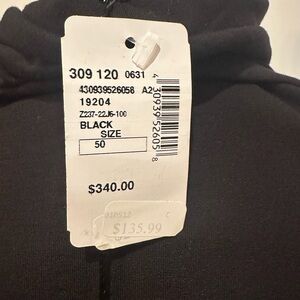 309 120 0631
430939526058 A2
19204
Z237-22J6-100
BLACK
SIZE
50
4 30939 52605 8
$340.00
C
$135.99